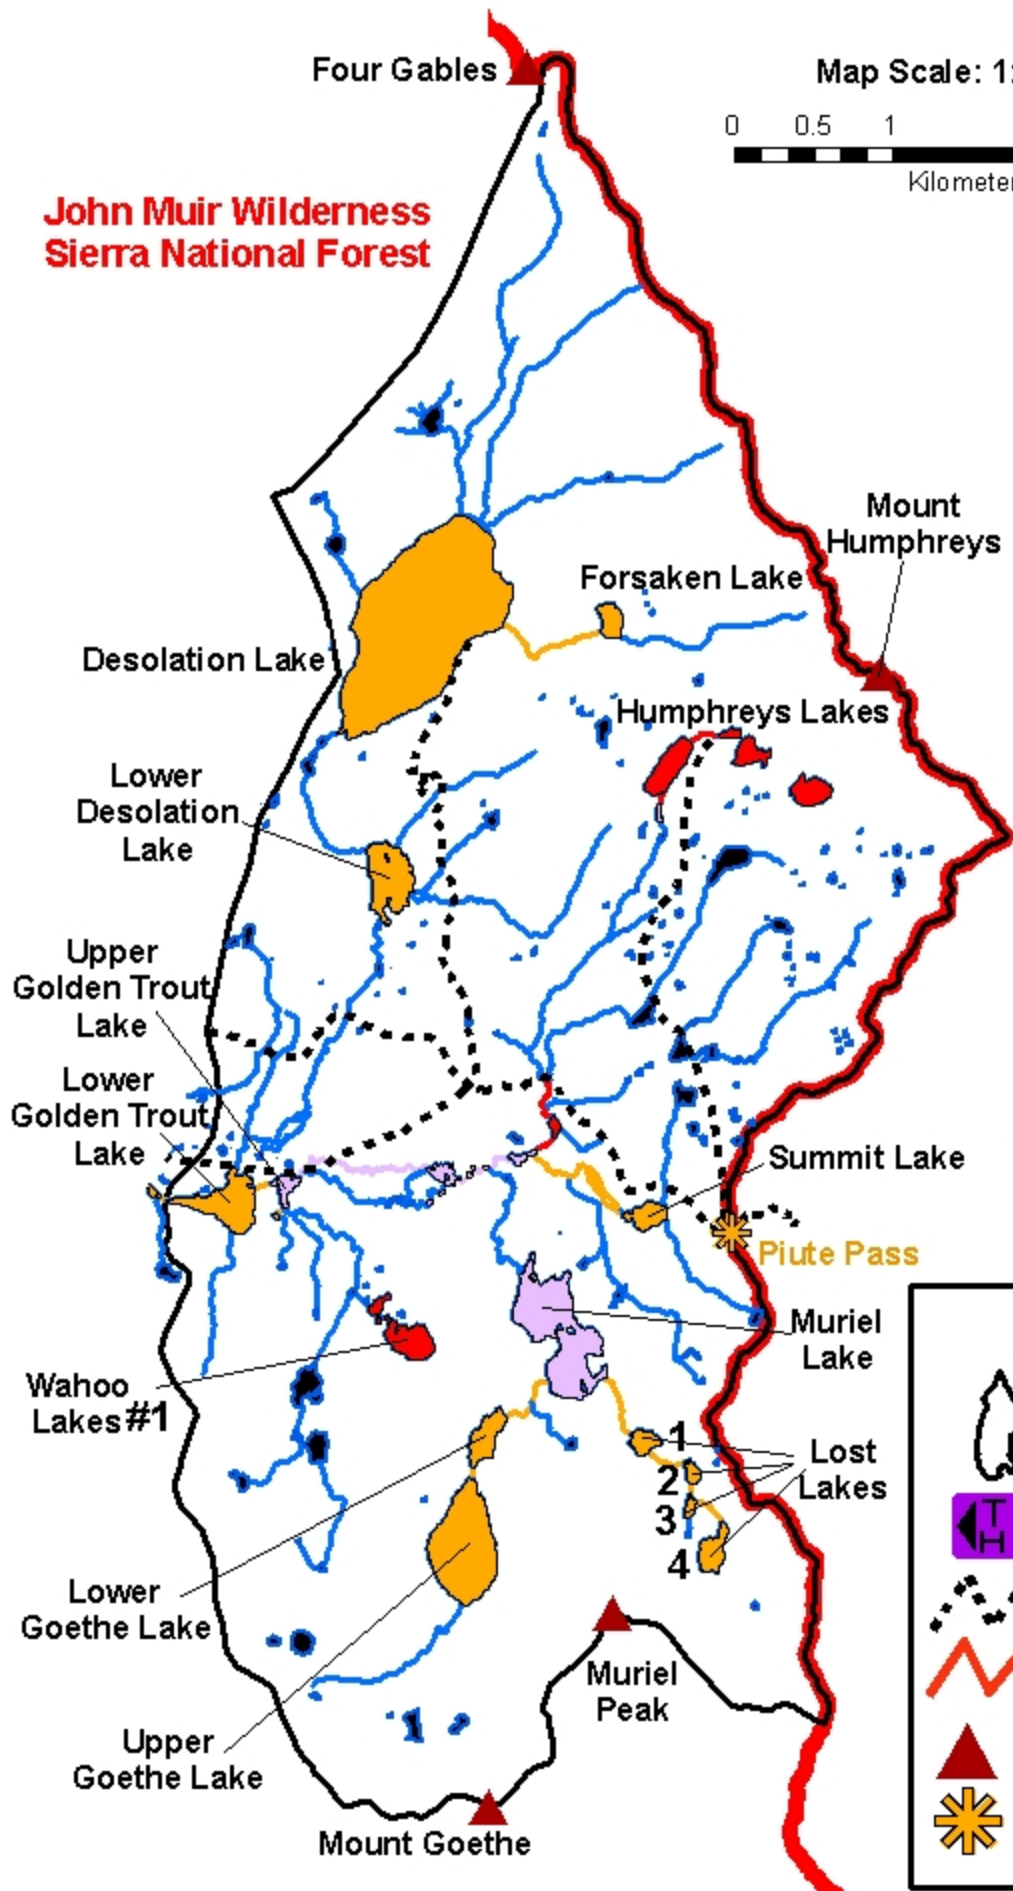 Four Gables
Map Scale: 1:
0 0.5 1
Kilometer
John Muir Wilderness
Sierra National Forest
Mount
Humphreys
Forsaken Lake
Desolation Lake
Humphreys Lakes
Lower
Desolation
Lake
Upper
Golden Trout
Lake
Lower
Golden Trout
Lake
Summit Lake
Piute Pass
Muriel
Lake
Wahoo
Lakes #1
1
2
3
4
Lost
Lakes
T
H
Lower
Goethe Lake
Muriel
Peak
Upper
Goethe Lake
Mount Goethe